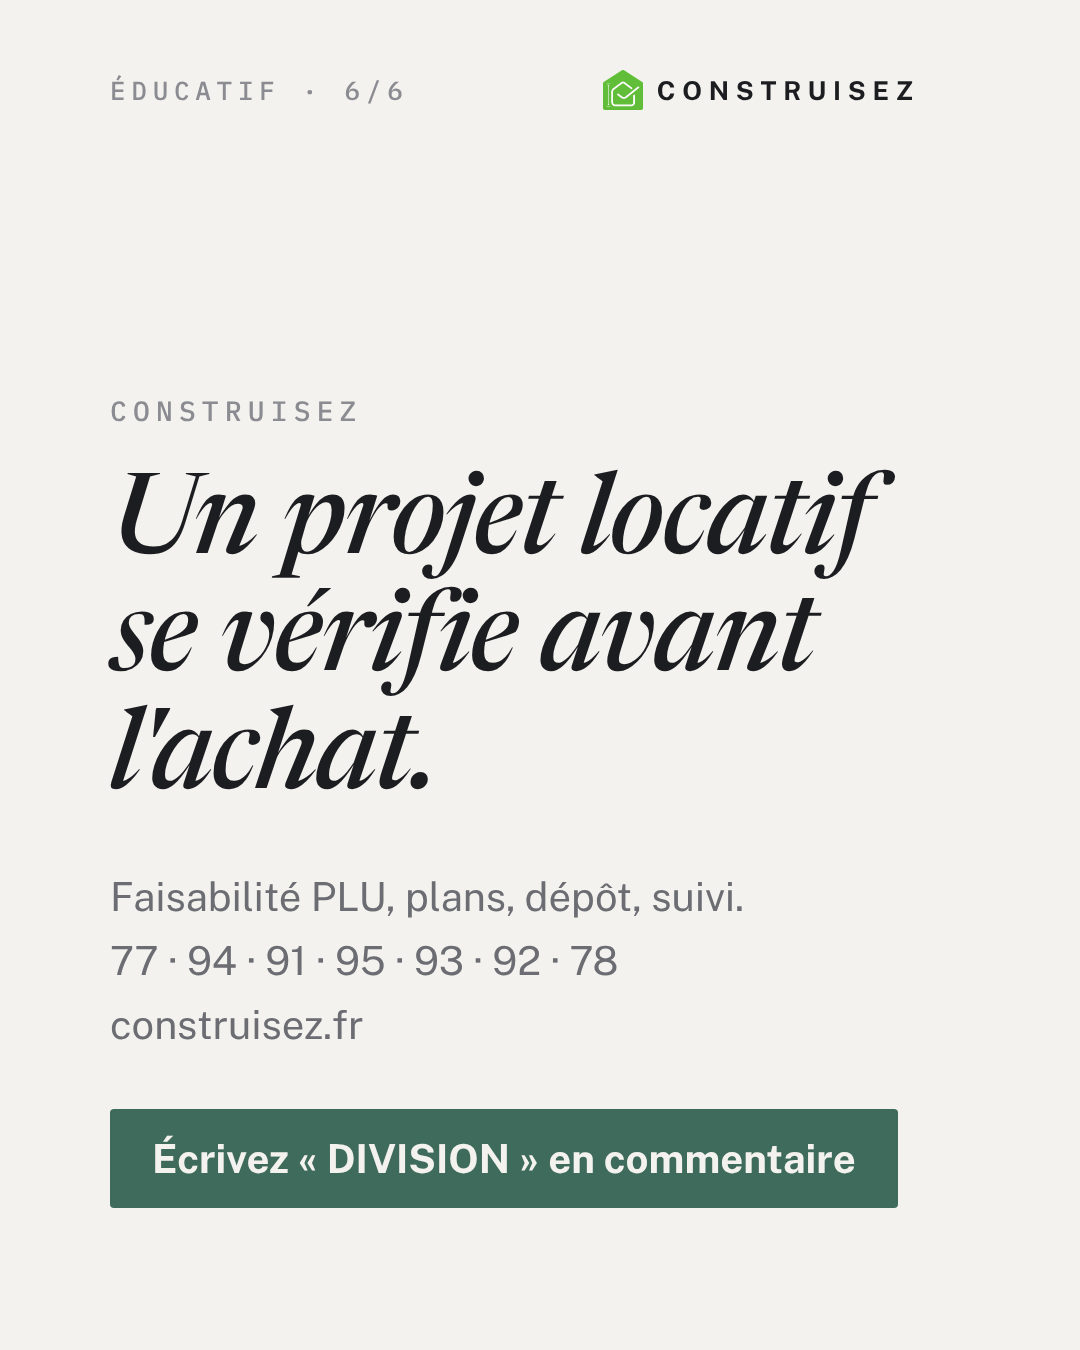 ÉDUCATIF · 6/6
CONSTRUISEZ
CONSTRUISEZ
Un projet locatif
se vérifie avant
l'achat.
Faisabilité PLU, plans, dépôt, suivi.
77 · 94 · 91 · 95 · 93 · 92 · 78
construisez.fr
Écrivez « DIVISION » en commentaire